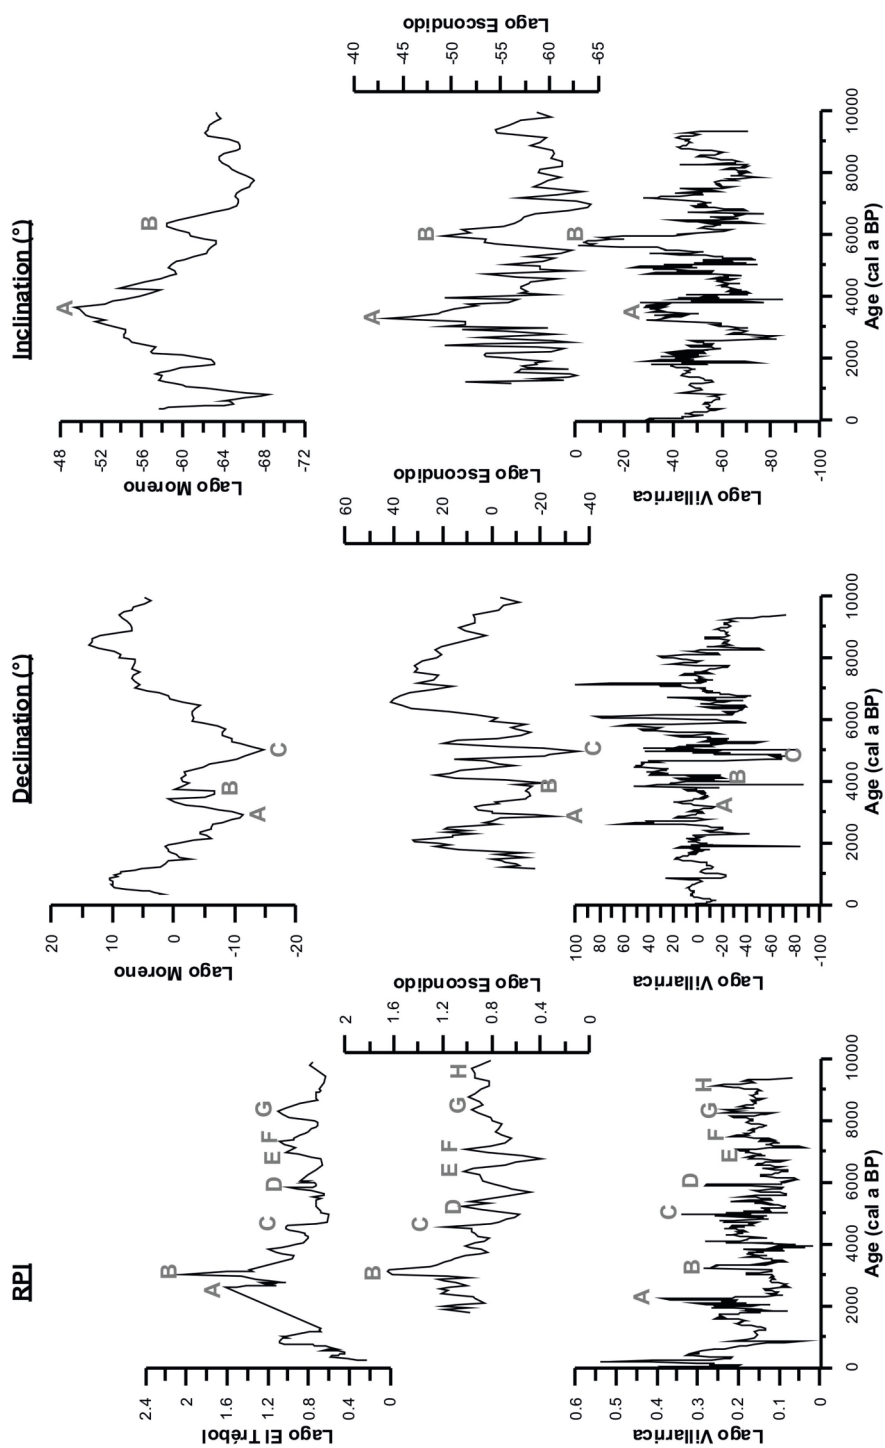 RPI
Lago El Trébol
2.4
2
1.6
1.2
0.8
0.4
0
A B C D E F G
Lago Escondido
2
1.6
1.2
0.8
0.4
0
B C D E F G H
Lago Villarrica
0.6
0.5
0.4
0.3
0.2
0.1
0
A B C D E F G H
0 2000 4000 6000 8000 10000
Age (cal a BP)
Declination (°)
Lago Moreno
20
10
0
-10
-20
A B C
Lago Escondido
60
40
20
0
-20
-40
A B C
Lago Villarrica
100
80
60
40
20
0
-20
-40
-60
-80
-100
A B C
0 2000 4000 6000 8000 10000
Age (cal a BP)
Inclination (°)
Lago Moreno
-48
-52
-56
-60
-64
-68
-72
A B
Lago Escondido
-40
-45
-50
-55
-60
-65
A B
Lago Villarrica
0
-20
-40
-60
-80
-100
A B
0 2000 4000 6000 8000 10000
Age (cal a BP)